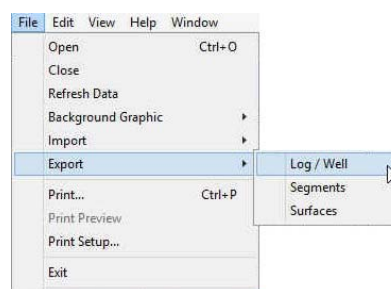 File Edit View Help Window
Open Ctrl+O
Close
Refresh Data
Background Graphic
Import
Export
Log / Well
Segments
Surfaces
Print... Ctrl+P
Print Preview
Print Setup...
Exit